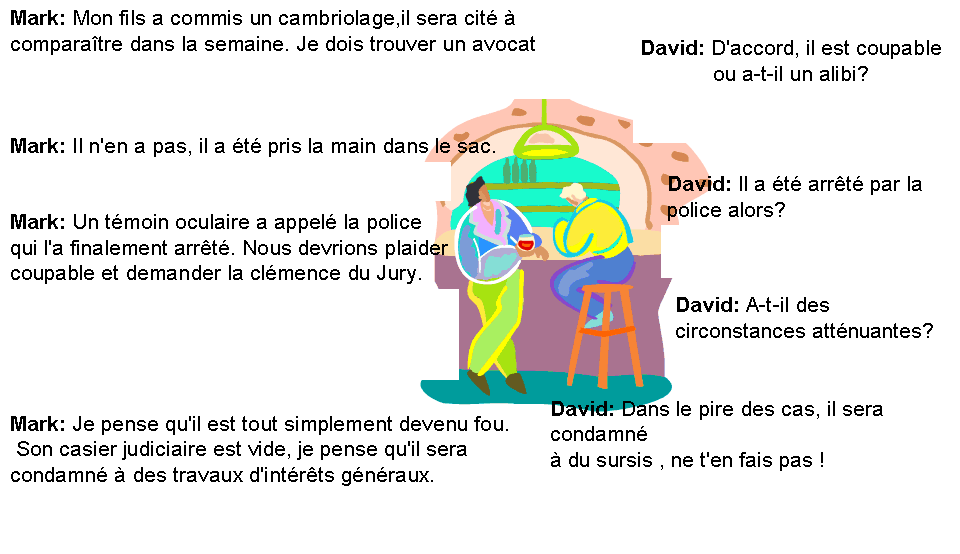 Mark: Mon fils a commis un cambriolage,il sera cité à
comparaître dans la semaine. Je dois trouver un avocat
David: D'accord, il est coupable
ou a-t-il un alibi?
Mark: Il n'en a pas, il a été pris la main dans le sac.
David: Il a été arrêté par la
police alors?
Mark: Un témoin oculaire a appelé la police
qui l'a finalement arrêté. Nous devrions plaider
coupable et demander la clémence du Jury.
David: A-t-il des
circonstances atténuantes?
Mark: Je pense qu'il est tout simplement devenu fou.
Son casier judiciaire est vide, je pense qu'il sera
condamné à des travaux d'intérêts généraux.
David: Dans le pire des cas, il sera
condamné
à du sursis , ne t'en fais pas !